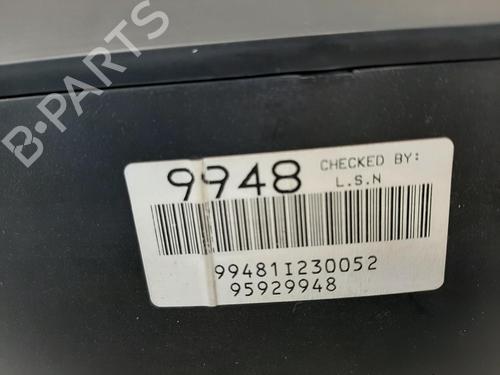 B-PARTS
9948
CHECKED BY:
L.S.N
99481I230052
95929948